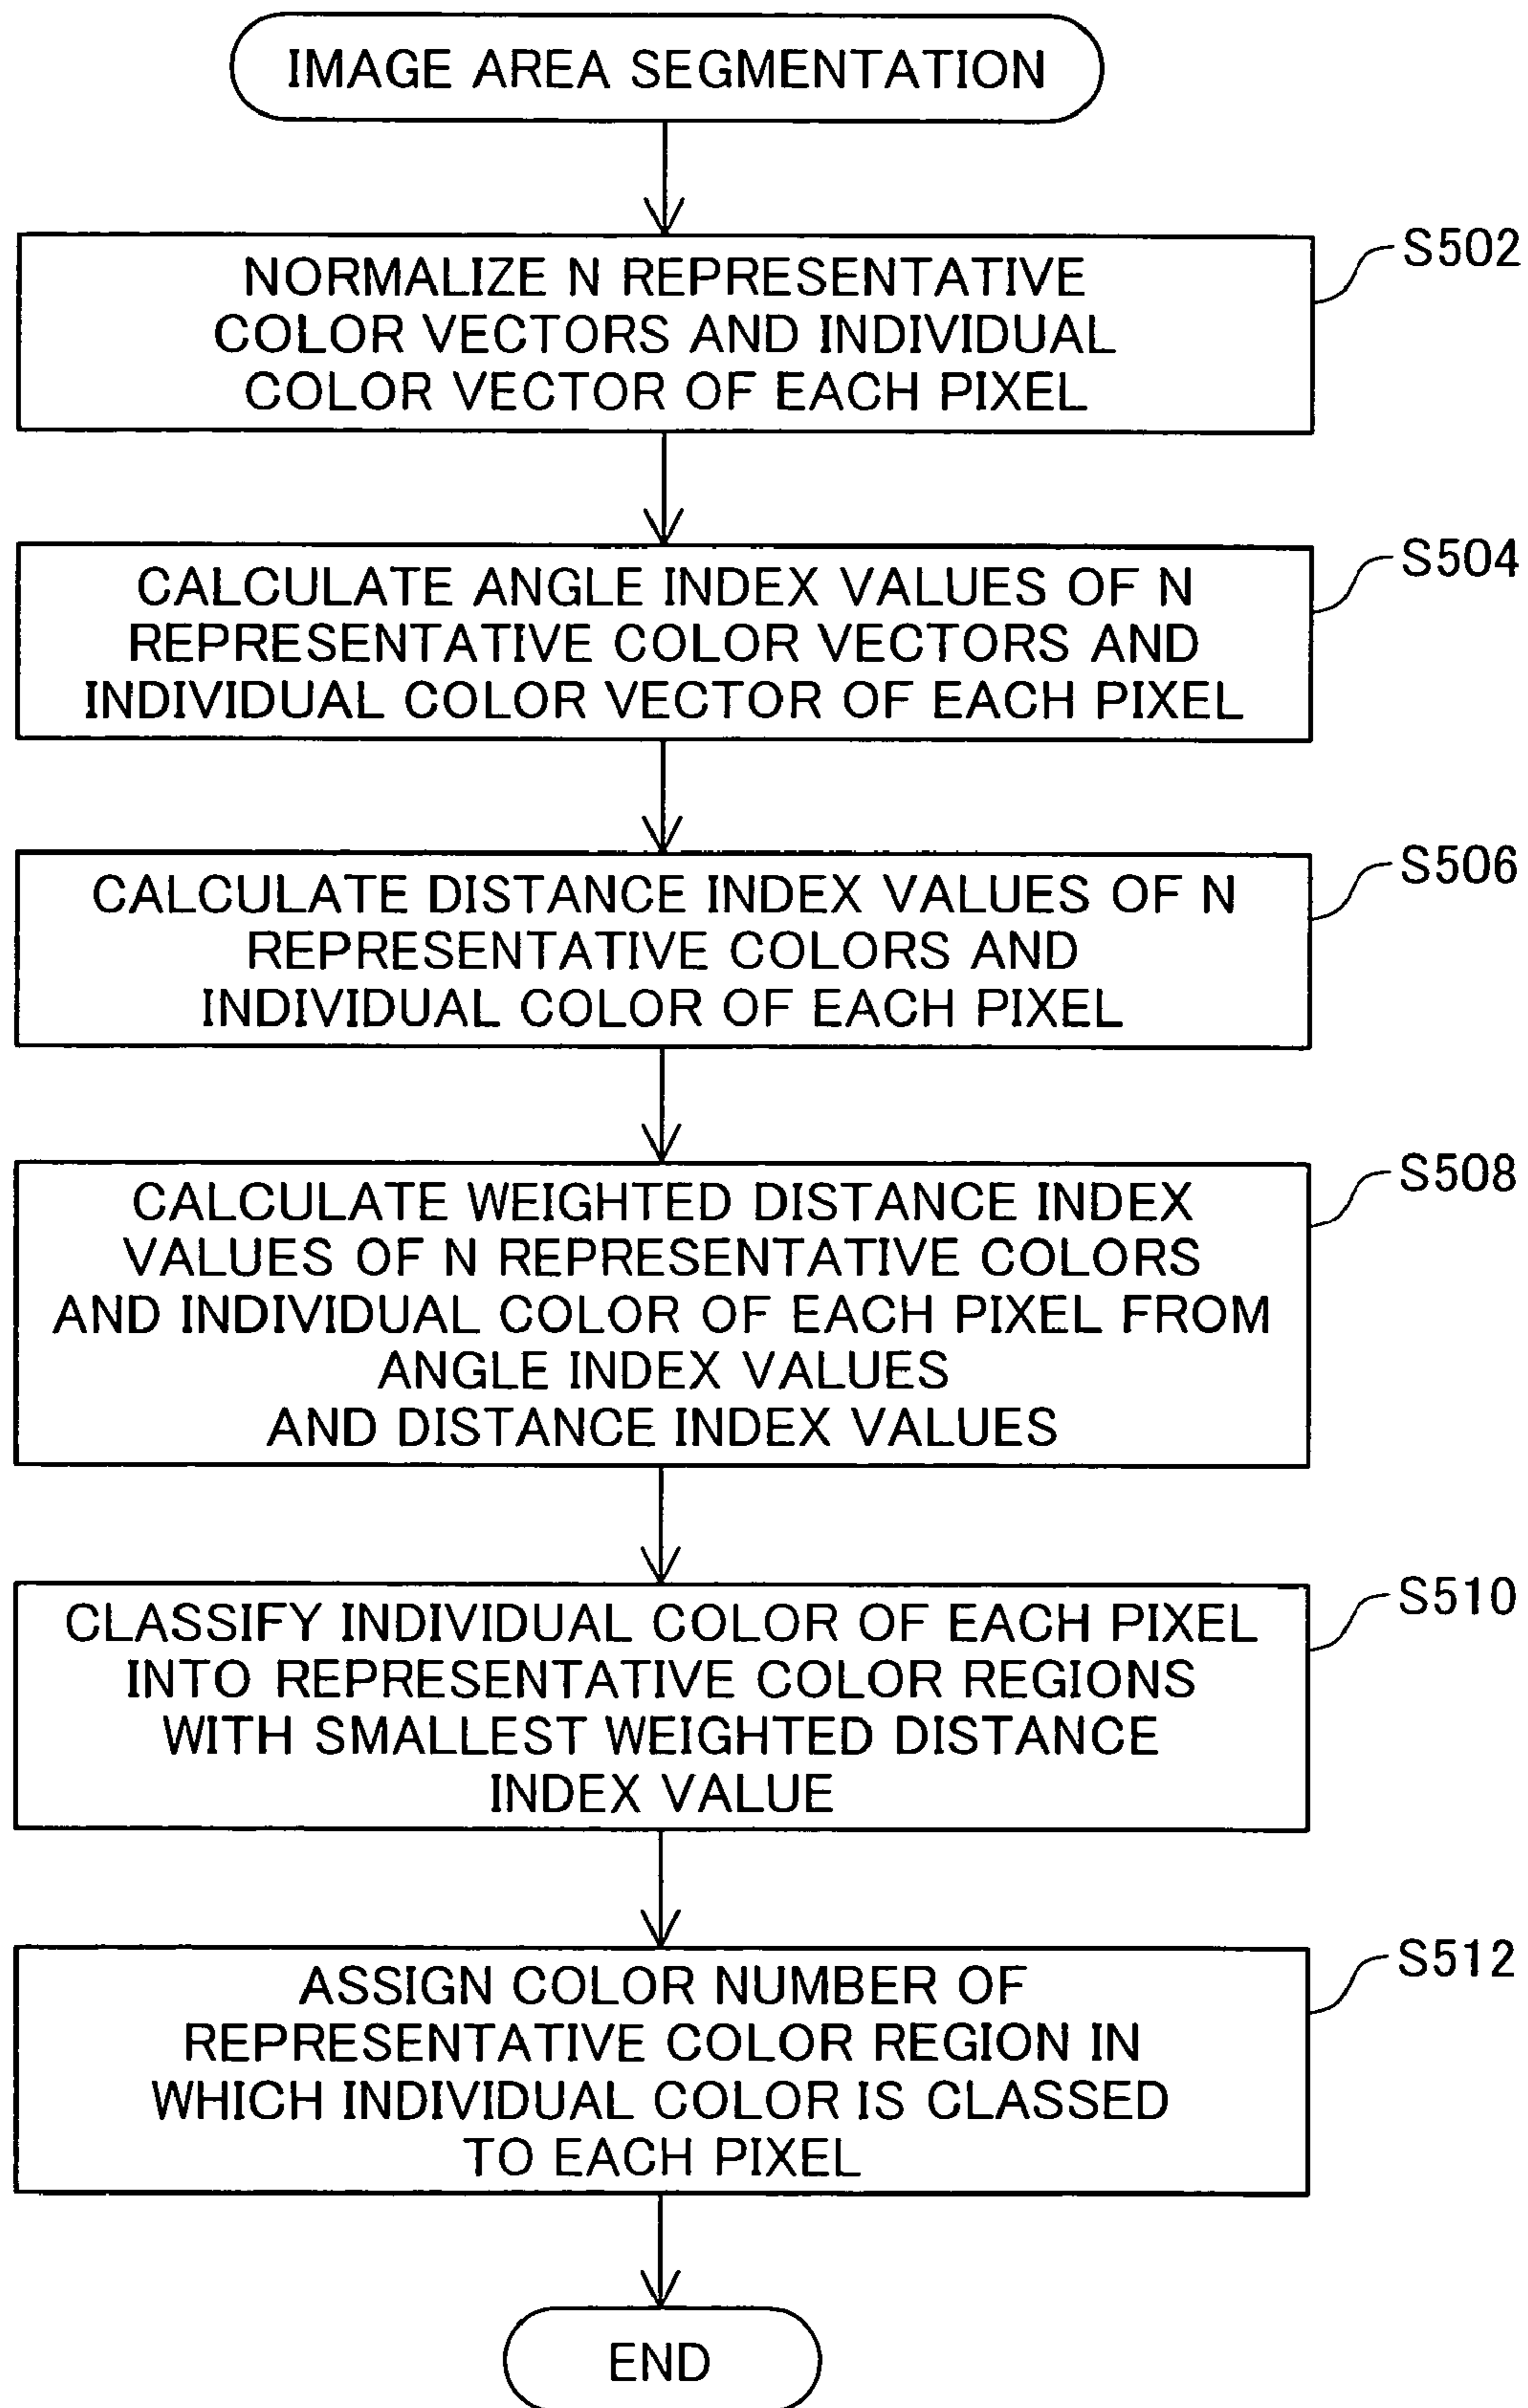 IMAGE AREA SEGMENTATION
S502
NORMALIZE N REPRESENTATIVE
COLOR VECTORS AND INDIVIDUAL
COLOR VECTOR OF EACH PIXEL
S504
CALCULATE ANGLE INDEX VALUES OF N
REPRESENTATIVE COLOR VECTORS AND
INDIVIDUAL COLOR VECTOR OF EACH PIXEL
S506
CALCULATE DISTANCE INDEX VALUES OF N
REPRESENTATIVE COLORS AND
INDIVIDUAL COLOR OF EACH PIXEL
S508
CALCULATE WEIGHTED DISTANCE INDEX
VALUES OF N REPRESENTATIVE COLORS
AND INDIVIDUAL COLOR OF EACH PIXEL FROM
ANGLE INDEX VALUES
AND DISTANCE INDEX VALUES
S510
CLASSIFY INDIVIDUAL COLOR OF EACH PIXEL
INTO REPRESENTATIVE COLOR REGIONS
WITH SMALLEST WEIGHTED DISTANCE
INDEX VALUE
S512
ASSIGN COLOR NUMBER OF
REPRESENTATIVE COLOR REGION IN
WHICH INDIVIDUAL COLOR IS CLASSED
TO EACH PIXEL
END